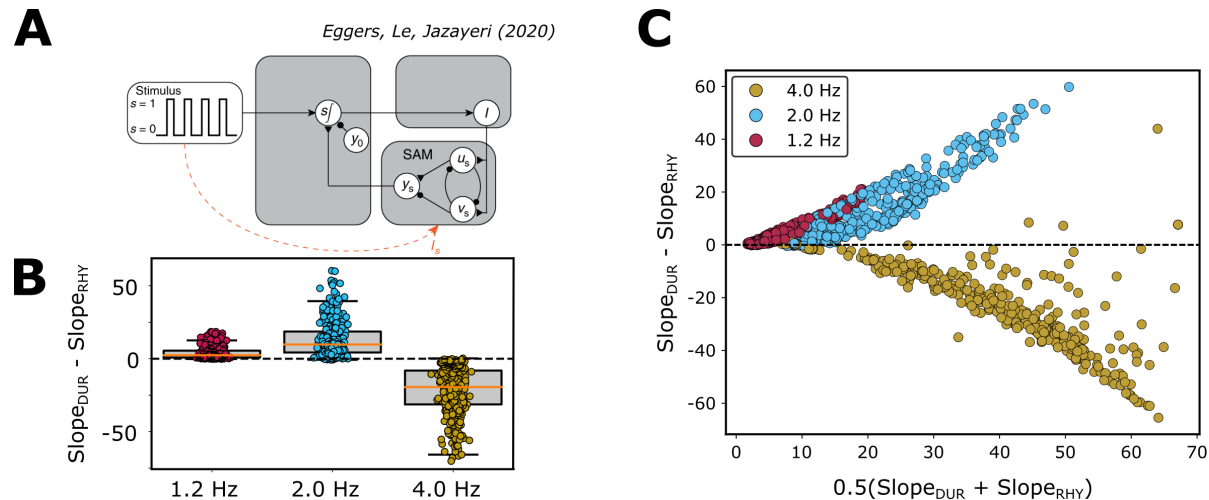 A
Eggers, Le, Jazayeri (2020)
Stimulus
s = 1
s = 0
s∫
y₀
I
SAM
yₛ
uₛ
vₛ
Iₛ
B
SlopeDUR - SlopeRHY
50
0
-50
1.2 Hz 2.0 Hz 4.0 Hz
C
SlopeDUR - SlopeRHY
60
40
20
0
-20
-40
-60
4.0 Hz
2.0 Hz
1.2 Hz
0 10 20 30 40 50 60 70
0.5(SlopeDUR + SlopeRHY)